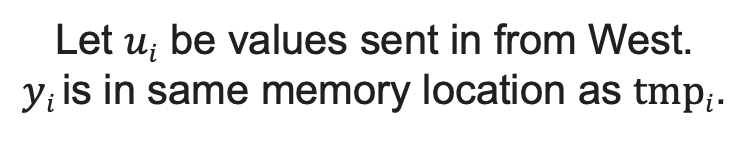 Let uᵢ be values sent in from West.
yᵢ is in same memory location as tmpᵢ.